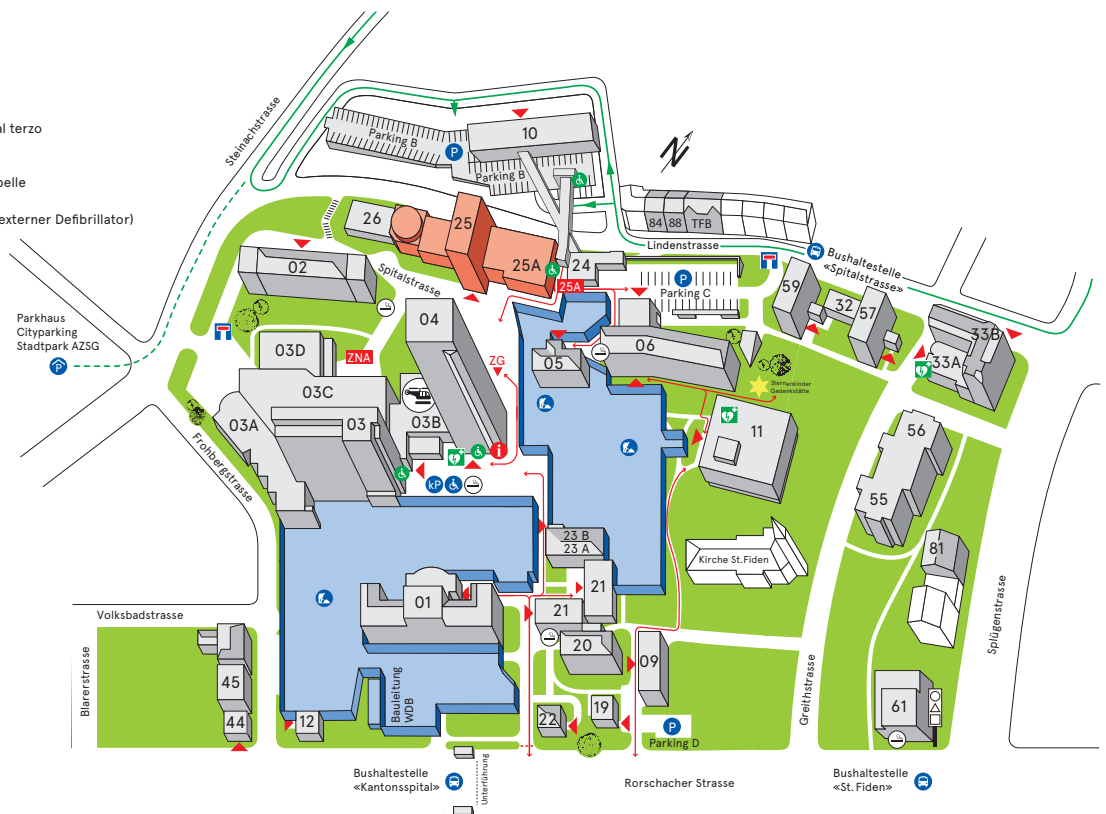 al terzo
pelle
externer Defibrillator)
Steinachstrasse
Parking B
P
10
Parking B
N
84 88 TFB
Lindenstrasse
Bushaltestelle
«Spitalstrasse»
26
25
25A
24
02
Spitalstrasse
25A
P
Parking C
59
32
57
33B
33A
Parkhaus
Cityparking
Stadtpark AZSG
P
04
03D
ZNA
ZG
05
06
Sternenkinder
Gedenkstätte
03C
03A
03
03B
i
kP
11
56
55
Frohbergstrasse
23 B
23 A
Kirche St.Fiden
81
01
21
21
20
09
Volksbadstrasse
Blarerstrasse
45
44
12
Bauleitung
WDB
22
19
P
Parking D
Greithstrasse
Splügenstrasse
61
Bushaltestelle
«Kantonsspital»
Unterführung
Rorschacher Strasse
Bushaltestelle
«St. Fiden»